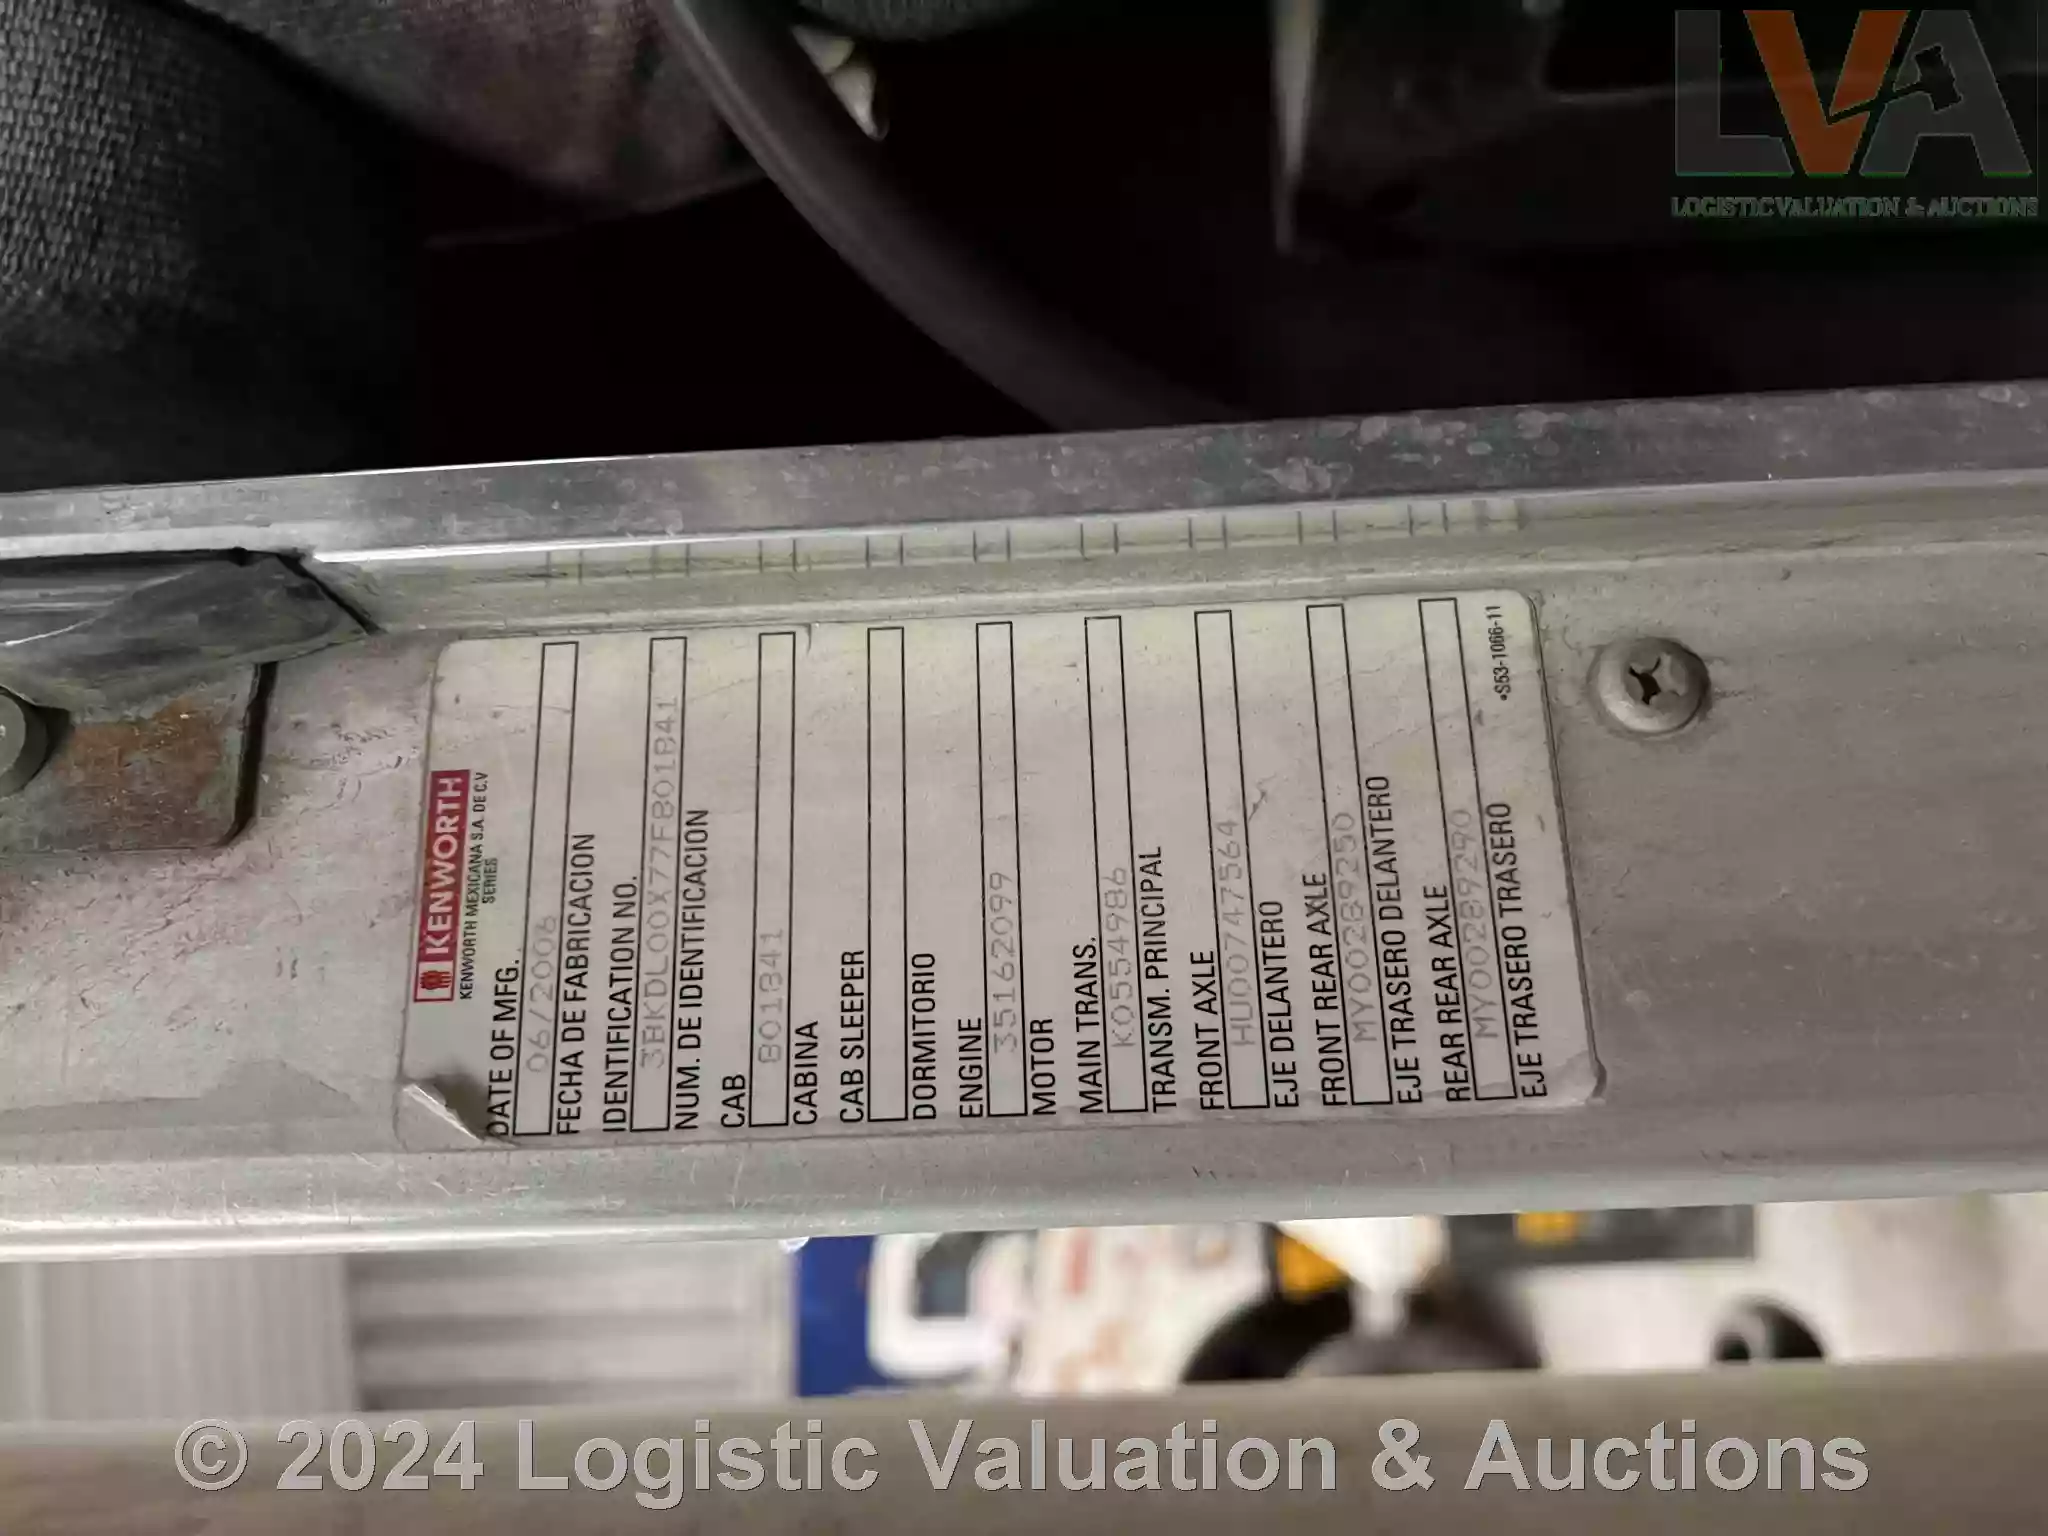 LVA
LOGISTIC VALUATION & AUCTIONS
KENWORTH
KENWORTH MEXICANA S.A. DE C.V
SERIES
DATE OF MFG.
06/2006
FECHA DE FABRICACION
IDENTIFICATION NO.
3BKDL00X77F801841
NUM. DE IDENTIFICACION
CAB
801841
CABINA
CAB SLEEPER
DORMITORIO
ENGINE
35162099
MOTOR
MAIN TRANS.
K0554986
TRANSM. PRINCIPAL
FRONT AXLE
HU00747564
EJE DELANTERO
FRONT REAR AXLE
MY00289250
EJE TRASERO DELANTERO
REAR REAR AXLE
MY00289290
EJE TRASERO TRASERO
•S53-1066-11
© 2024 Logistic Valuation & Auctions